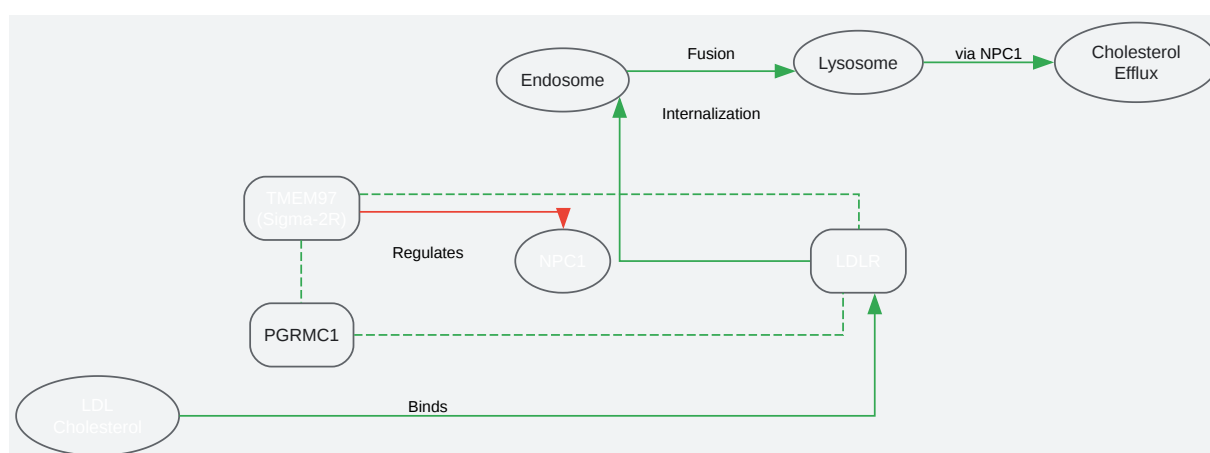 Fusion
via NPC1
Cholesterol
Efflux
Endosome
Lysosome
Internalization
TMEM97
(Sigma-2R)
Regulates
NPC1
LDLR
PGRMC1
LDL
Cholesterol
Binds